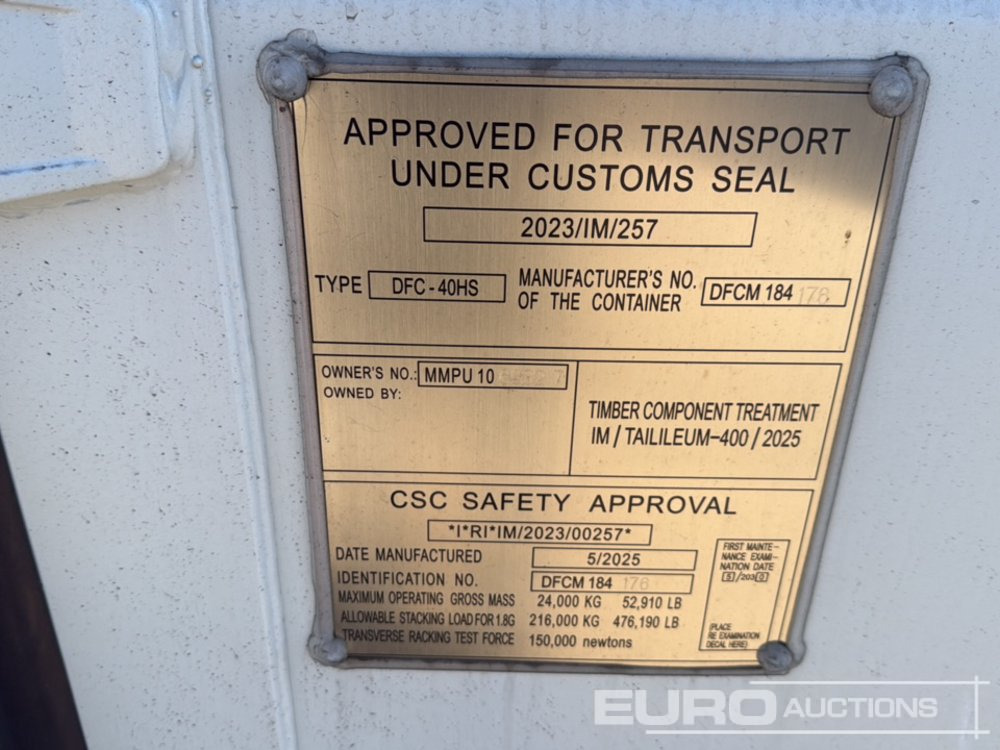 APPROVED FOR TRANSPORT
UNDER CUSTOMS SEAL
2023/IM/257
TYPE DFC-40HS MANUFACTURER'S NO. OF THE CONTAINER DFCM 184 176
OWNER'S NO.: MMPU 10
OWNED BY:
TIMBER COMPONENT TREATMENT
IM / TAILILEUM-400 / 2025
CSC SAFETY APPROVAL
*I*RI*IM/2023/00257*
DATE MANUFACTURED 5/2025
IDENTIFICATION NO. DFCM 184 176
MAXIMUM OPERATING GROSS MASS 24,000 KG 52,910 LB
ALLOWABLE STACKING LOAD FOR 1.8G 216,000 KG 476,190 LB
TRANSVERSE RACKING TEST FORCE 150,000 newtons
FIRST MAINTE-
NANCE EXAMI-
NATION DATE
5/2030
(PLACE
RE EXAMINATION
DECAL HERE)
EURO AUCTIONS